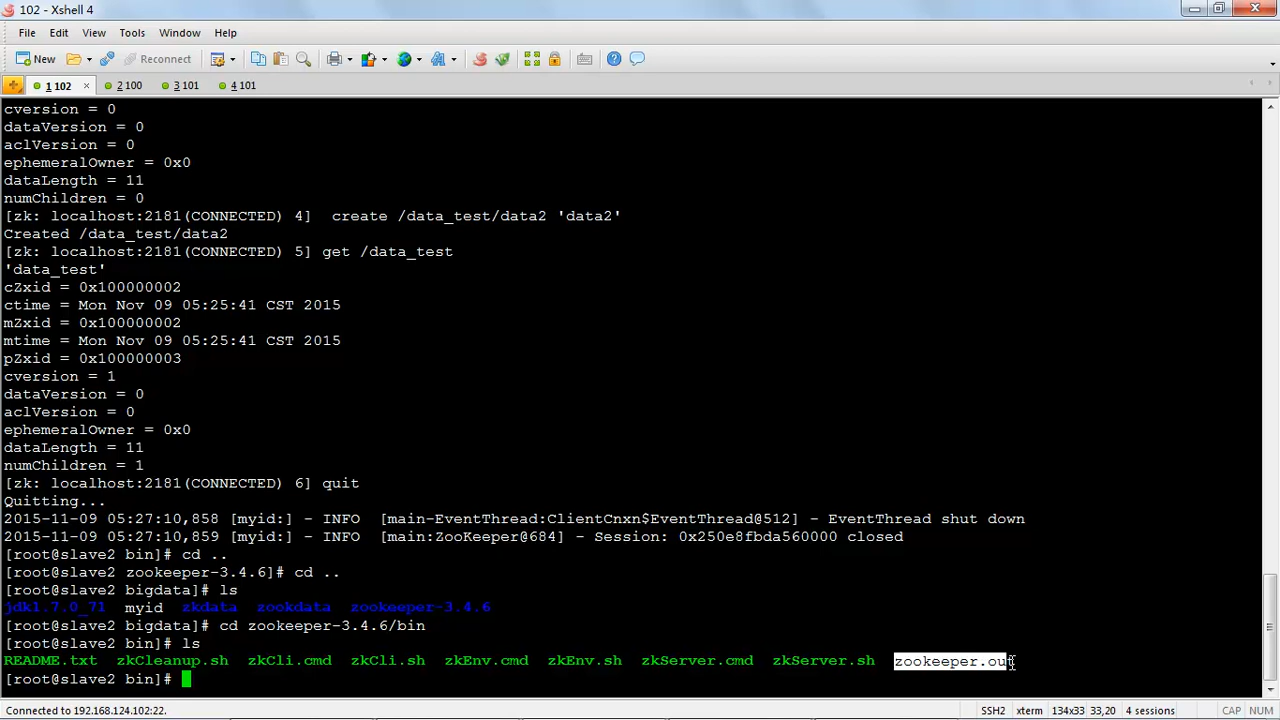 102 - Xshell 4
File Edit View Tools Window Help
New Reconnect
1 102 2 100 3 101 4 101
cversion = 0
dataVersion = 0
aclVersion = 0
ephemeralOwner = 0x0
dataLength = 11
numChildren = 0
[zk: localhost:2181(CONNECTED) 4]  create /data_test/data2 'data2'
Created /data_test/data2
[zk: localhost:2181(CONNECTED) 5] get /data_test
'data_test'
cZxid = 0x100000002
ctime = Mon Nov 09 05:25:41 CST 2015
mZxid = 0x100000002
mtime = Mon Nov 09 05:25:41 CST 2015
pZxid = 0x100000003
cversion = 1
dataVersion = 0
aclVersion = 0
ephemeralOwner = 0x0
dataLength = 11
numChildren = 1
[zk: localhost:2181(CONNECTED) 6] quit
Quitting...
2015-11-09 05:27:10,858 [myid:] - INFO  [main-EventThread:ClientCnxn$EventThread@512] - EventThread shut down
2015-11-09 05:27:10,859 [myid:] - INFO  [main:ZooKeeper@684] - Session: 0x250e8fbda560000 closed
[root@slave2 bin]# cd ..
[root@slave2 zookeeper-3.4.6]# cd ..
[root@slave2 bigdata]# ls
jdk1.7.0_71  myid  zkdata  zookdata  zookeeper-3.4.6
[root@slave2 bigdata]# cd zookeeper-3.4.6/bin
[root@slave2 bin]# ls
README.txt  zkCleanup.sh  zkCli.cmd  zkCli.sh  zkEnv.cmd  zkEnv.sh  zkServer.cmd  zkServer.sh  zookeeper.out
[root@slave2 bin]#
Connected to 192.168.124.102:22. SSH2 xterm 134x33 33,20 4 sessions CAP NUM